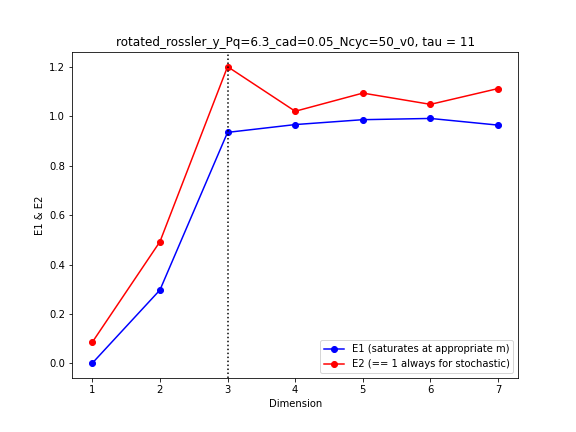 rotated_rossler_y_Pq=6.3_cad=0.05_Ncyc=50_v0, tau = 11
1.2
1.0
0.8
0.6
0.4
0.2
0.0
E1 & E2
E1 (saturates at appropriate m)
E2 (== 1 always for stochastic)
1 2 3 4 5 6 7
Dimension